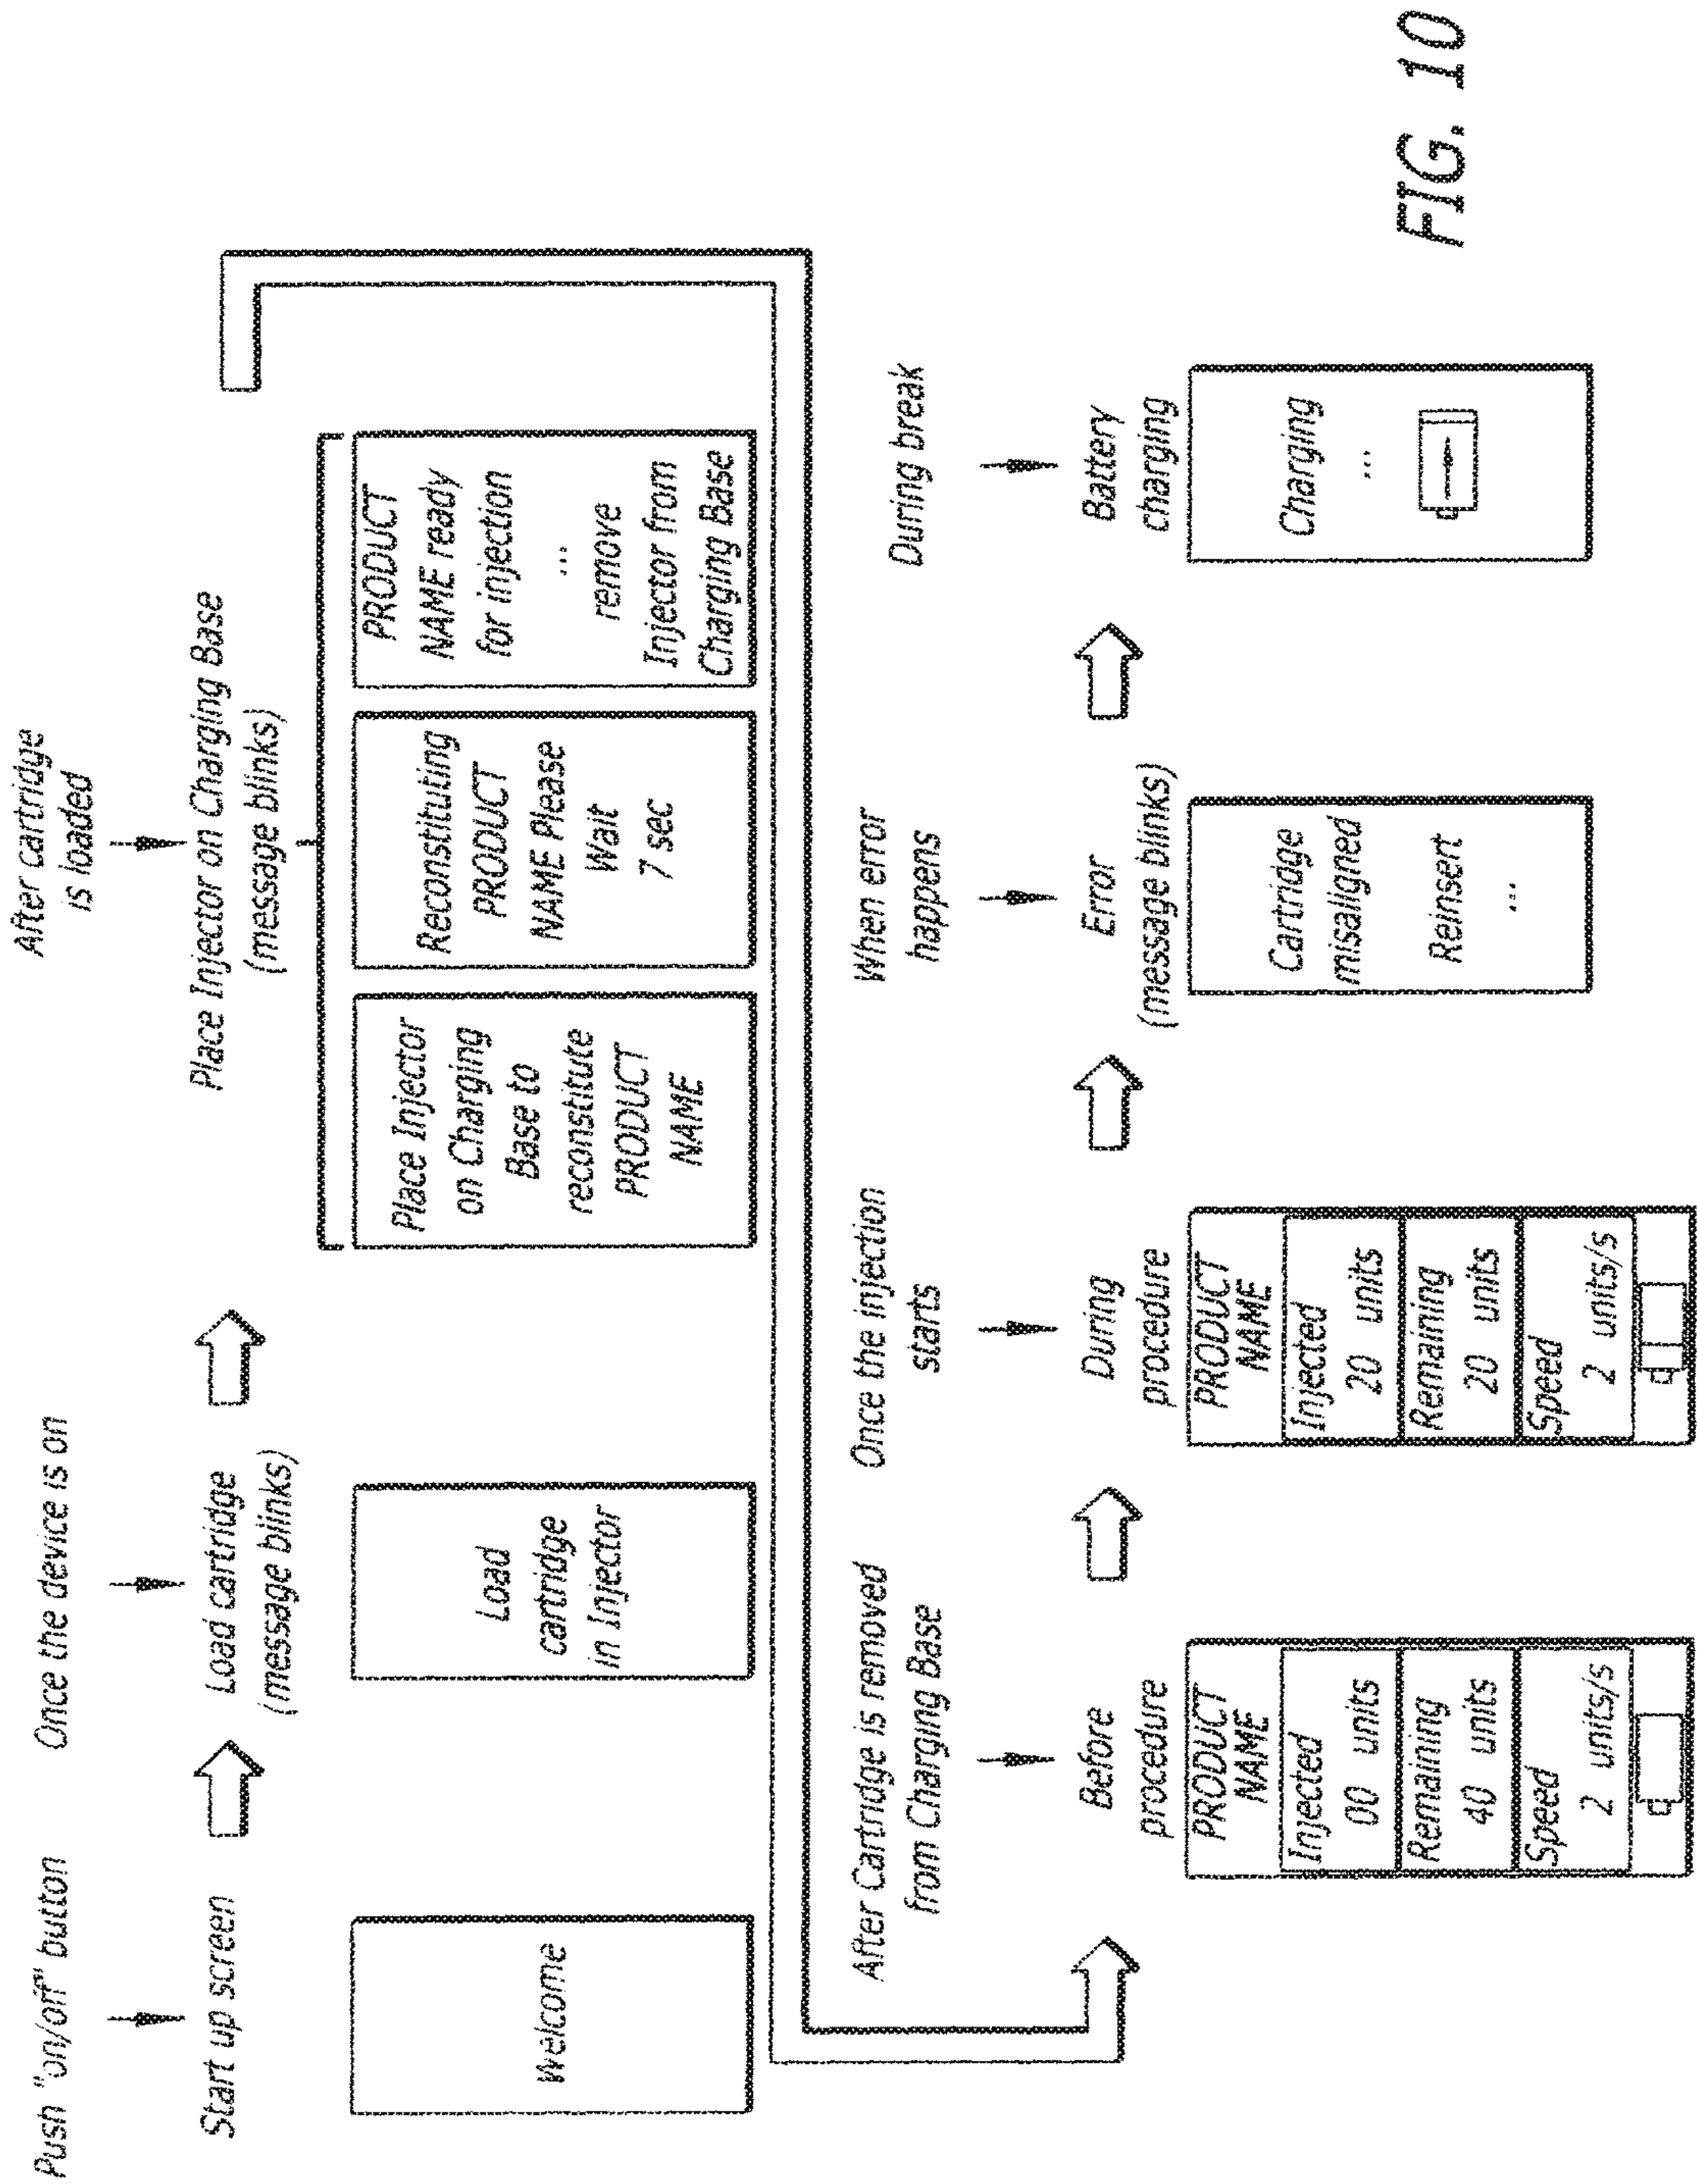 Push "on/off" button
Start up screen
Welcome
Once the device is on
Load cartridge
(message blinks)
Load
cartridge
in Injector
After cartridge
is loaded
Place Injector on Charging Base
(message blinks)
Place Injector
on Charging
Base to
reconstitute
PRODUCT
NAME
Reconstituting
PRODUCT
NAME Please
Wait
7 sec
PRODUCT
NAME ready
for injection
...
remove
Injector from
Charging Base
After Cartridge is removed
from Charging Base
Before
procedure
PRODUCT
NAME
Injected
00 units
Remaining
40 units
Speed
2 units/s
Once the injection
starts
During
procedure
PRODUCT
NAME
Injected
20 units
Remaining
20 units
Speed
2 units/s
When error
happens
Error
(message blinks)
Cartridge
misaligned
Reinsert
...
During break
Battery
charging
Charging
...
FIG. 10